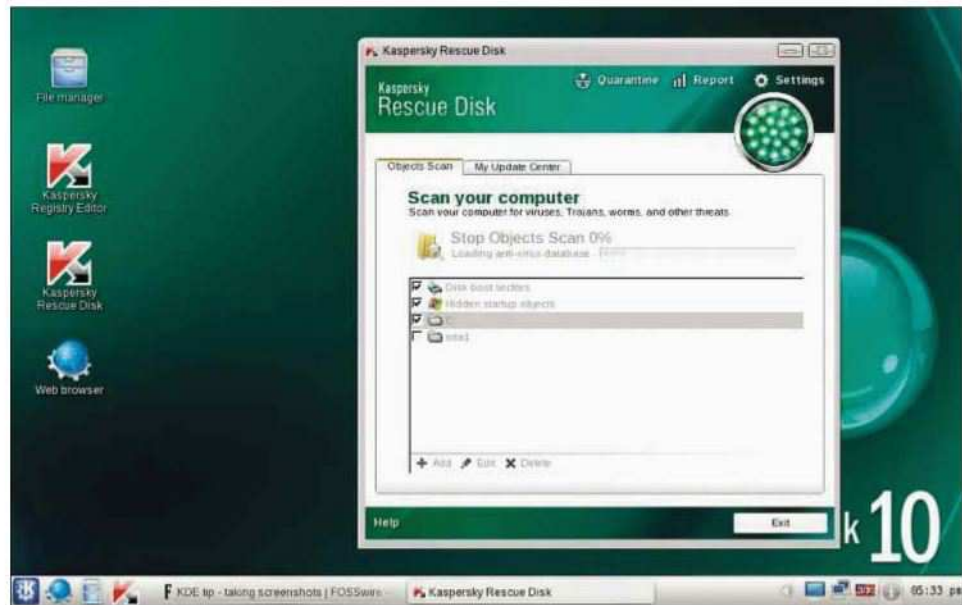 File manager
Kaspersky
Registry Editor
Kaspersky
Rescue Disk
Web browser
Kaspersky Rescue Disk
Kaspersky
Rescue Disk
Quarantine
Report
Settings
Objects Scan
My Update Center
Scan your computer
Scan your computer for viruses, Trojans, worms, and other threats.
Stop Objects Scan 0%
Loading anti-virus database -
Disk boot sectors
Hidden startup objects
C:
Add
Edit
Delete
Help
Exit
k 10
KDE tip - taking screenshots | FOSSwire -
Kaspersky Rescue Disk
05:33 pm